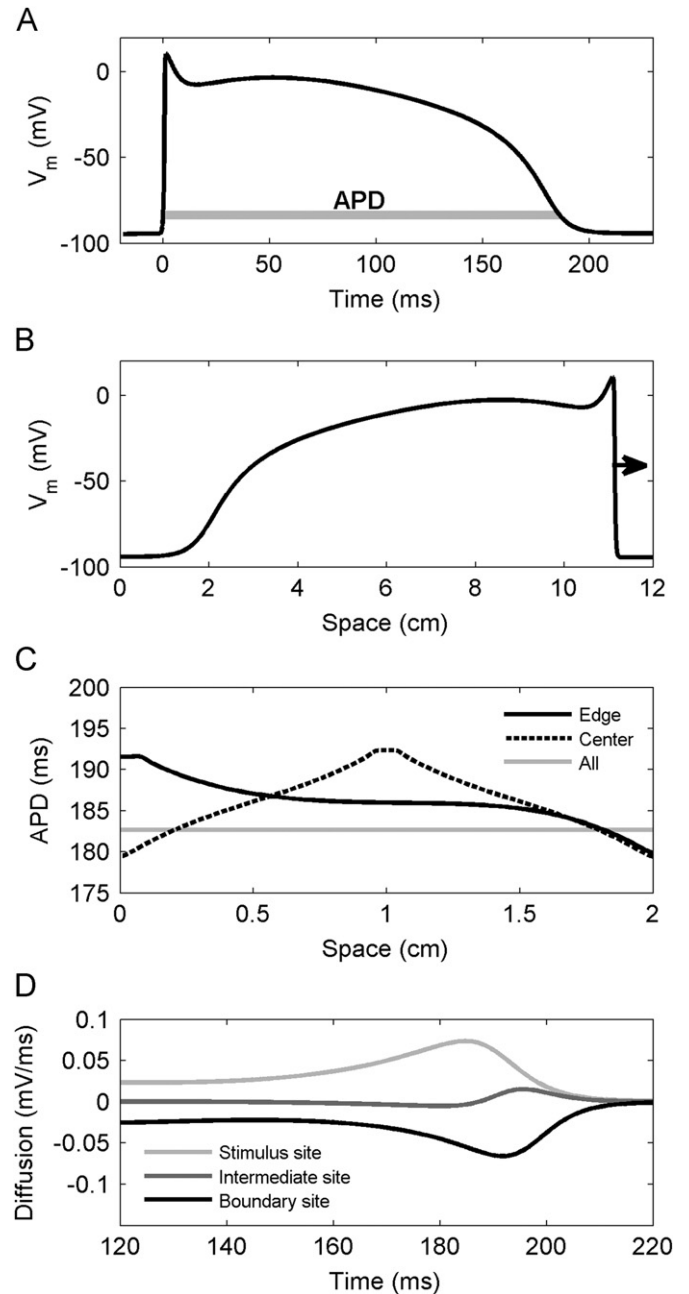 A
0
-50
-100
V_m (mV)
APD
0 50 100 150 200
Time (ms)
B
0
-50
-100
V_m (mV)
0 2 4 6 8 10 12
Space (cm)
C
200
195
190
185
180
175
APD (ms)
Edge
Center
All
0 0.5 1 1.5 2
Space (cm)
D
0.1
0.05
0
-0.05
-0.1
Diffusion (mV/ms)
Stimulus site
Intermediate site
Boundary site
120 140 160 180 200 220
Time (ms)